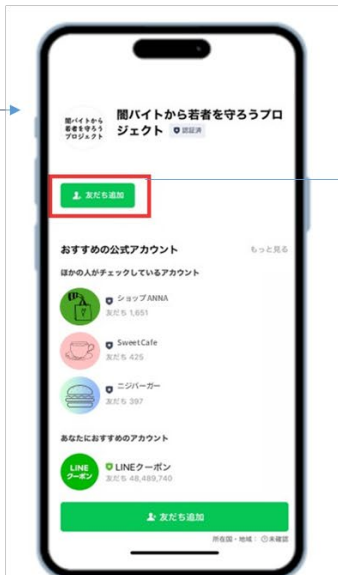 闇バイトから
若者を守ろう
プロジェクト
闇バイトから若者を守ろうプロ
ジェクト 認証済
友だち追加
おすすめの公式アカウント もっと見る
ほかの人がチェックしているアカウント
ショップANNA
友だち 1,651
SweetCafe
友だち 425
ニジバーガー
友だち 397
あなたにおすすめのアカウント
LINE
クーポン
LINEクーポン
友だち 48,489,740
友だち追加
所在国・地域： 未確認